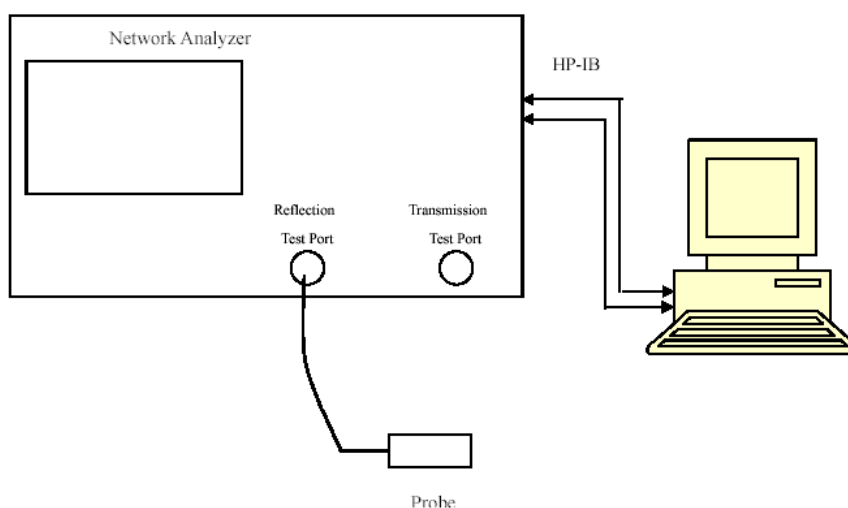 Network Analyzer
HP-IB
Reflection
Test Port
Transmission
Test Port
Probe